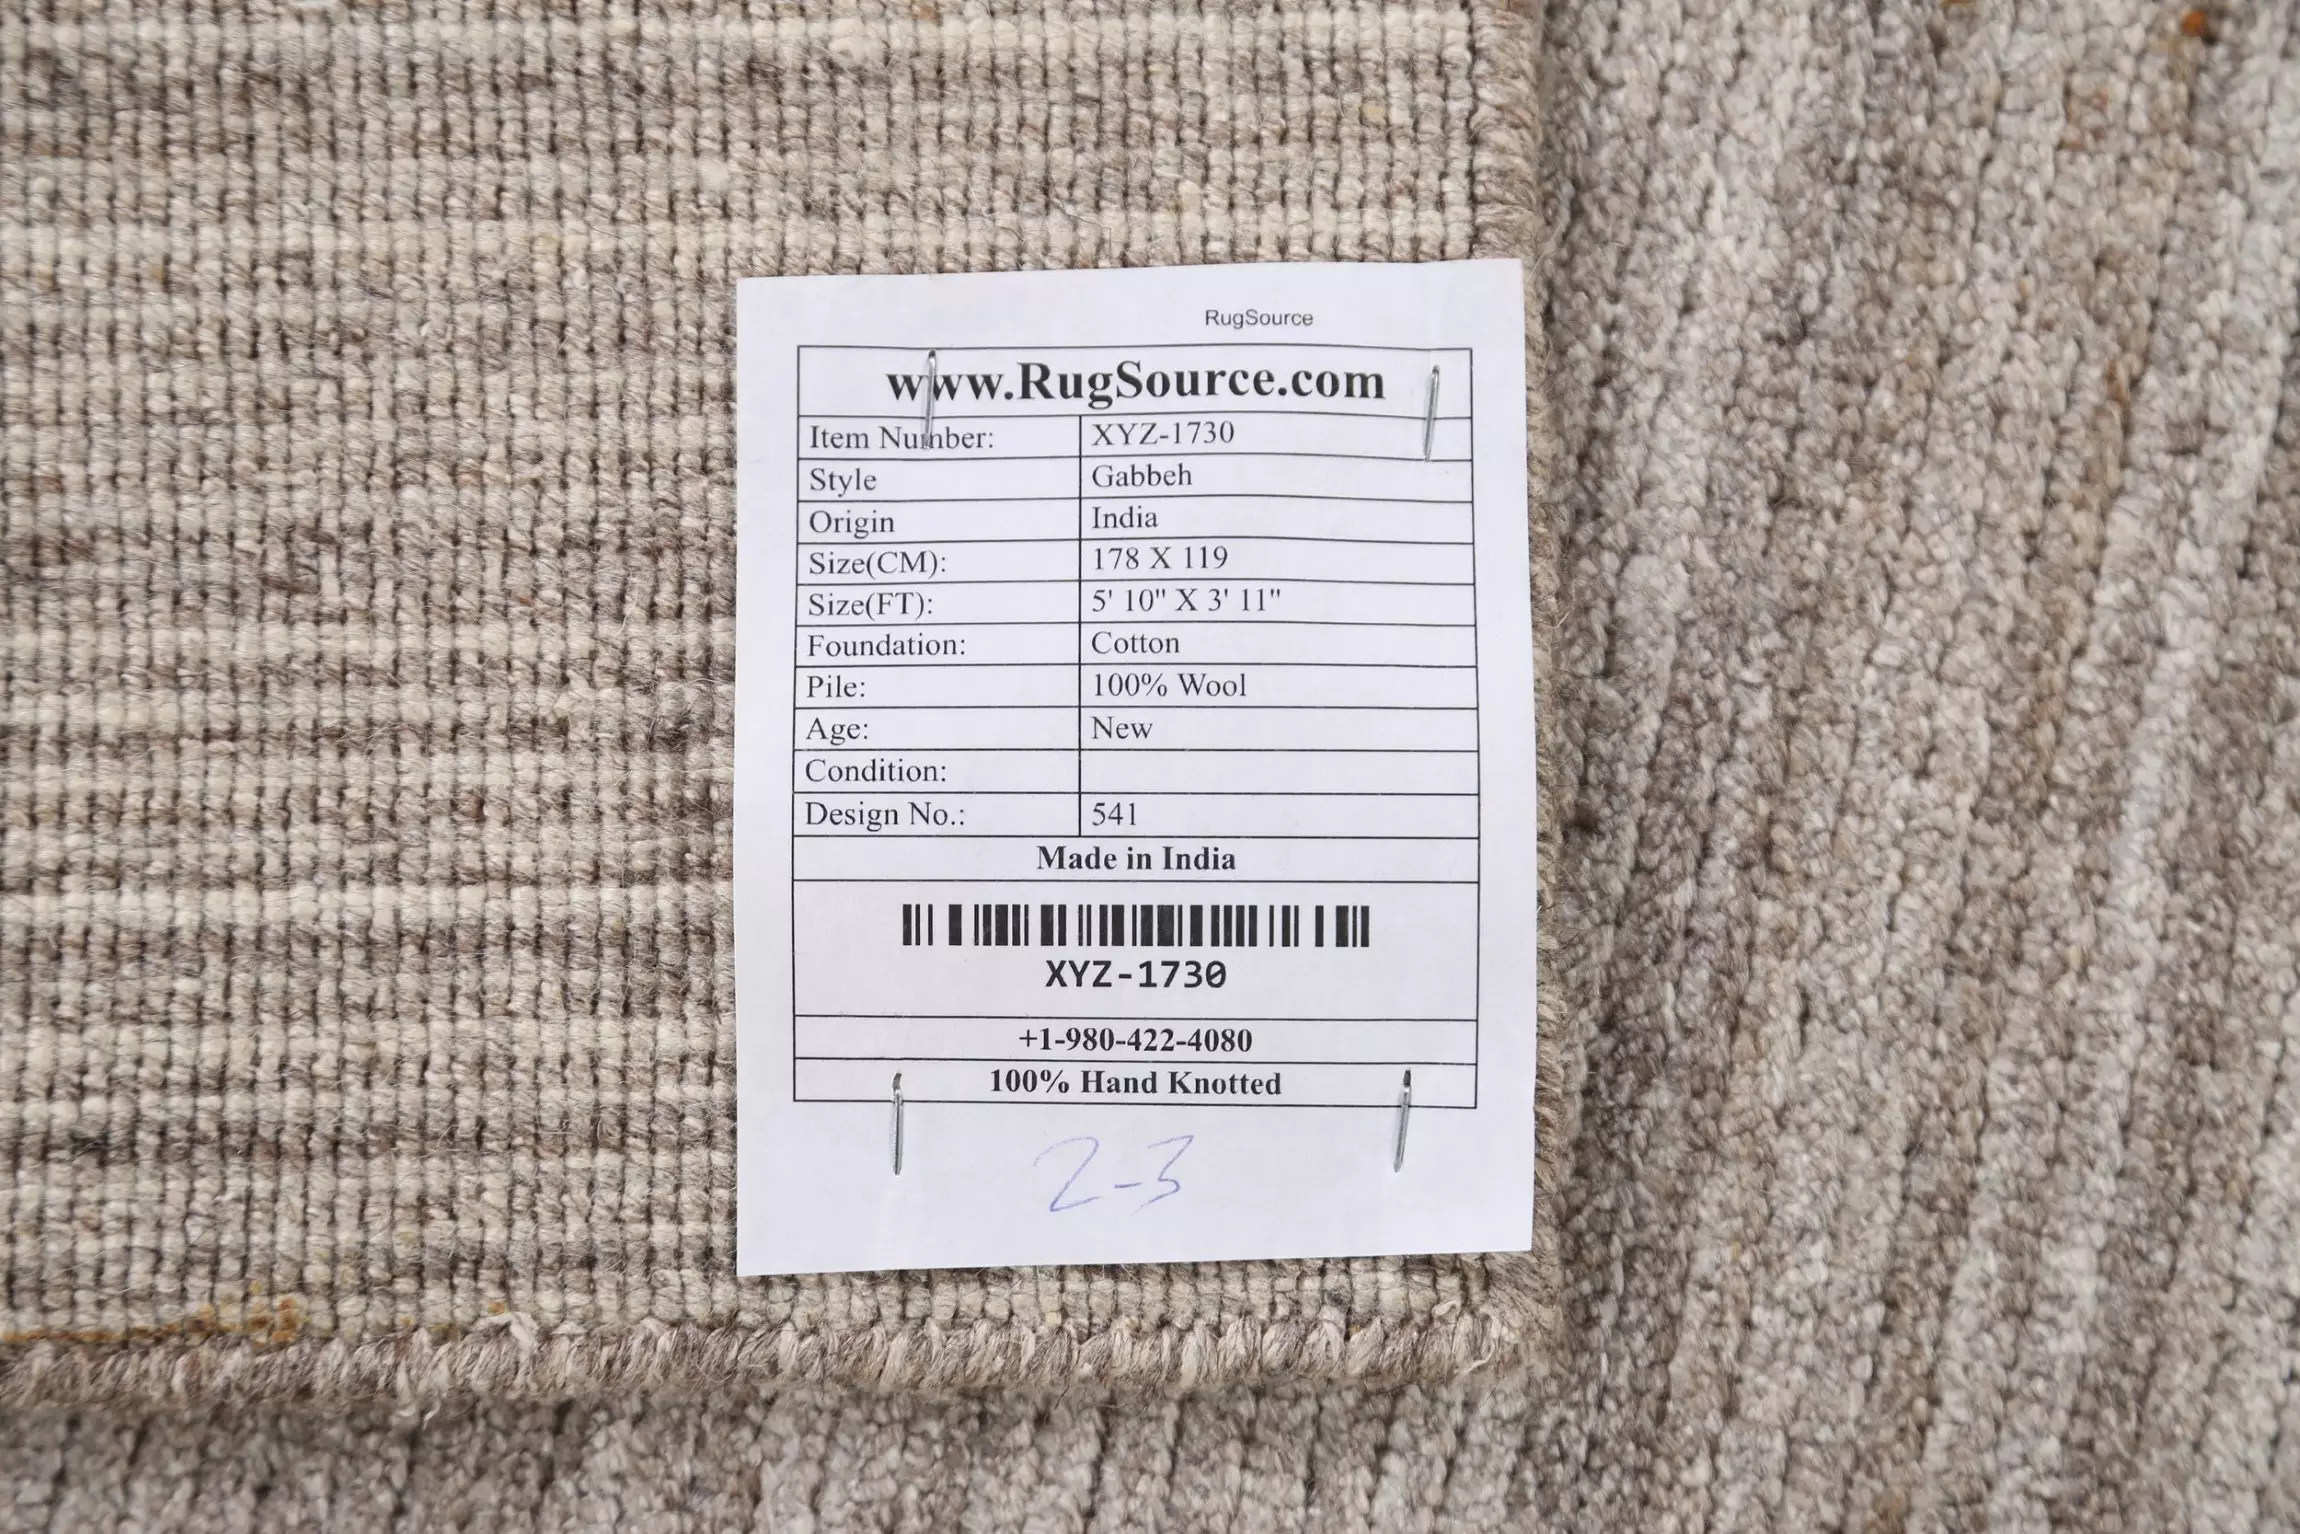 RugSource
www.RugSource.com
Item Number: XYZ-1730
Style Gabbeh
Origin India
Size(CM): 178 X 119
Size(FT): 5' 10" X 3' 11"
Foundation: Cotton
Pile: 100% Wool
Age: New
Condition:
Design No.: 541
Made in India
XYZ-1730
+1-980-422-4080
100% Hand Knotted
2-3